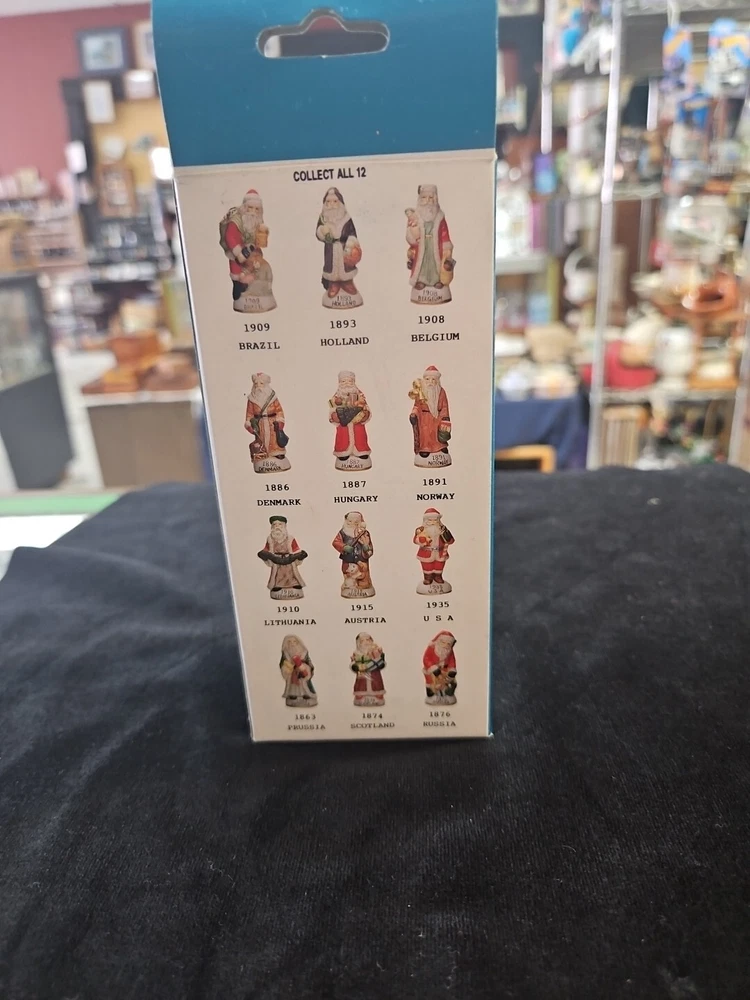 COLLECT ALL 12
1909 1893 1908
BRAZIL HOLLAND BELGIUM
1886 1887 1891
DENMARK HUNGARY NORWAY
1910 1915 1935
LITHUANIA AUSTRIA U S A
1863 1874 1876
PRUSSIA SCOTLAND RUSSIA